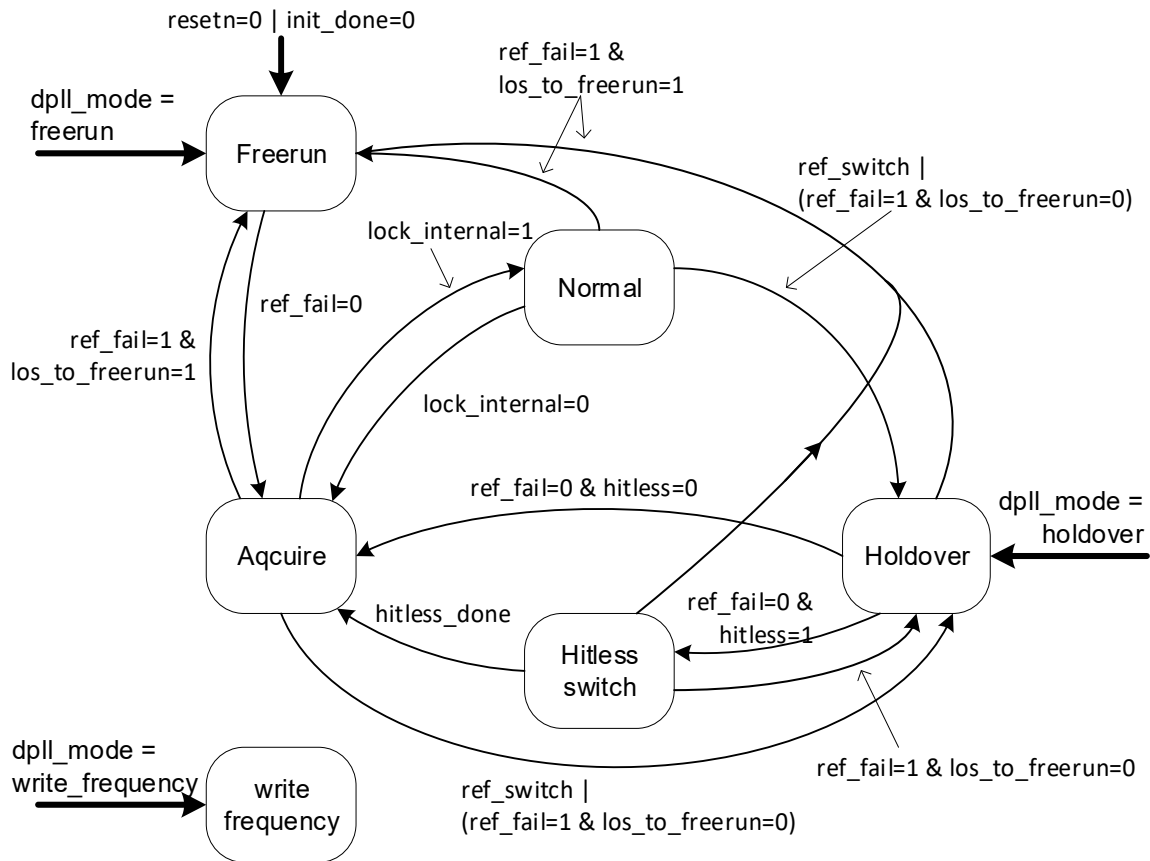 resetn=0 | init_done=0
ref_fail=1 &
los_to_freerun=1
dpll_mode =
freerun
Freerun
ref_switch |
(ref_fail=1 & los_to_freerun=0)
lock_internal=1
Normal
ref_fail=0
ref_fail=1 &
los_to_freerun=1
lock_internal=0
ref_fail=0 & hitless=0
dpll_mode =
holdover
Aqcuire
Holdover
hitless_done
ref_fail=0 &
hitless=1
Hitless
switch
dpll_mode =
write_frequency
write
frequency
ref_switch |
(ref_fail=1 & los_to_freerun=0)
ref_fail=1 & los_to_freerun=0